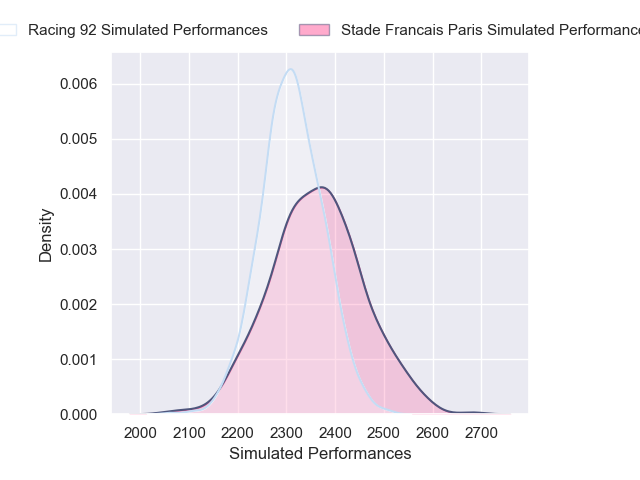 Racing 92 Simulated Performances
Stade Francais Paris Simulated Performance
0.006
0.005
0.004
0.003
0.002
0.001
0.000
Density
2000 2100 2200 2300 2400 2500 2600 2700
Simulated Performances